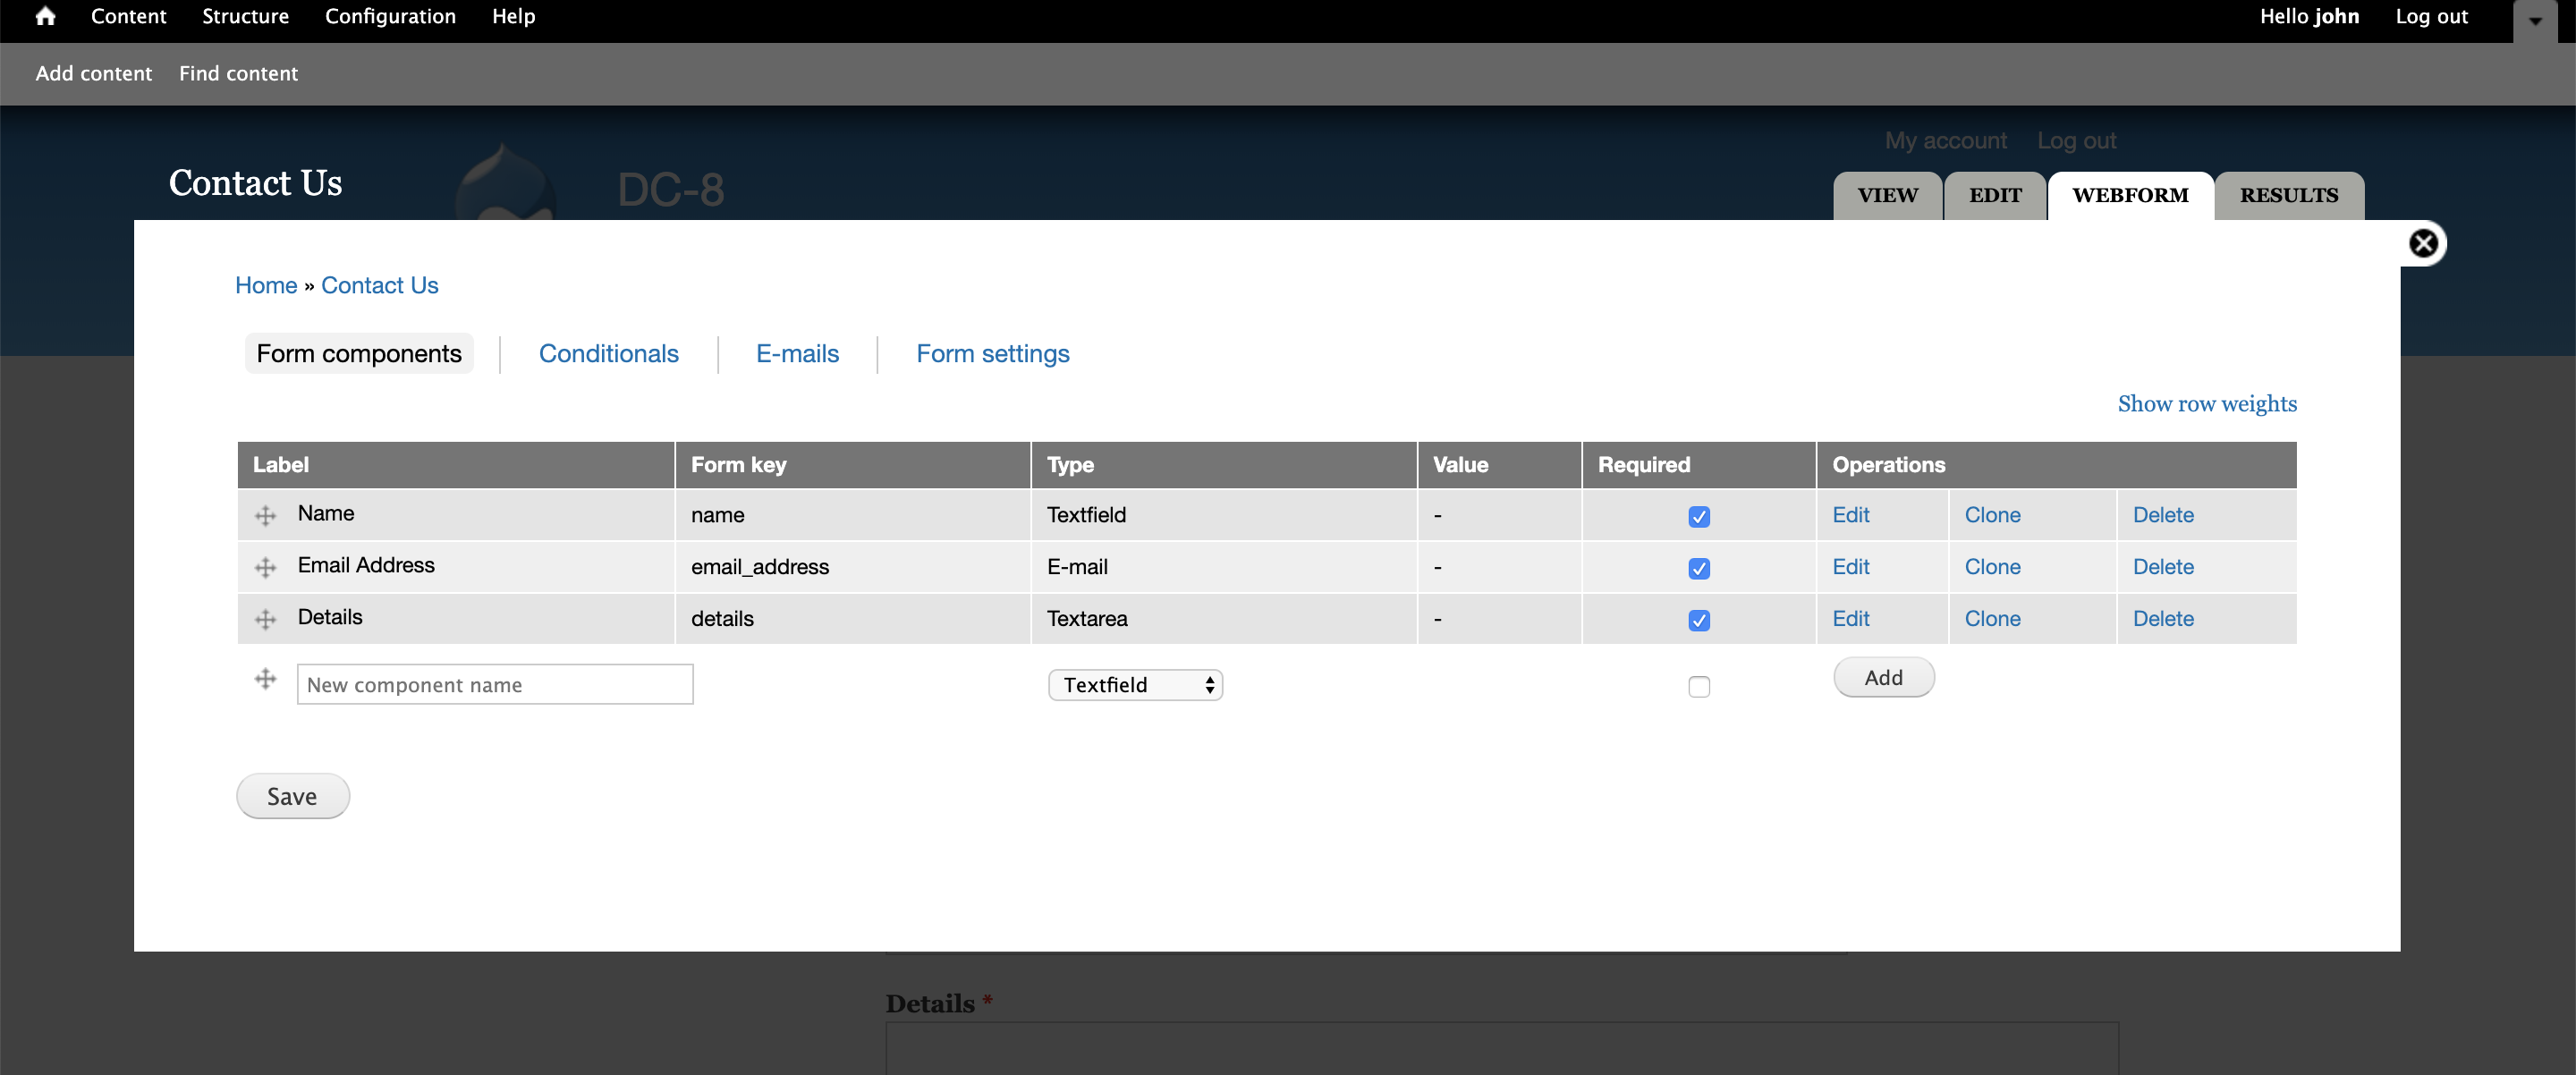 Content Structure Configuration Help Hello john Log out
Add content Find content
My account Log out
Contact Us DC-8
VIEW EDIT WEBFORM RESULTS
Home » Contact Us
Form components Conditionals E-mails Form settings
Show row weights
Label Form key Type Value Required Operations
Name name Textfield - Edit Clone Delete
Email Address email_address E-mail - Edit Clone Delete
Details details Textarea - Edit Clone Delete
New component name Textfield Add
Save
Details *